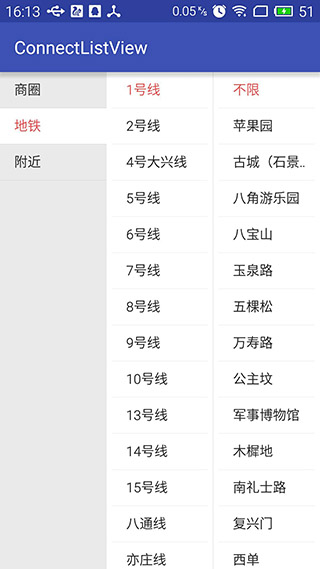 16:13 0.05 K/s 51
ConnectListView
商圈 1号线 不限
地铁 2号线 苹果园
附近 4号大兴线 古城（石景..
5号线 八角游乐园
6号线 八宝山
7号线 玉泉路
8号线 五棵松
9号线 万寿路
10号线 公主坟
13号线 军事博物馆
14号线 木樨地
15号线 南礼士路
八通线 复兴门
亦庄线 西单